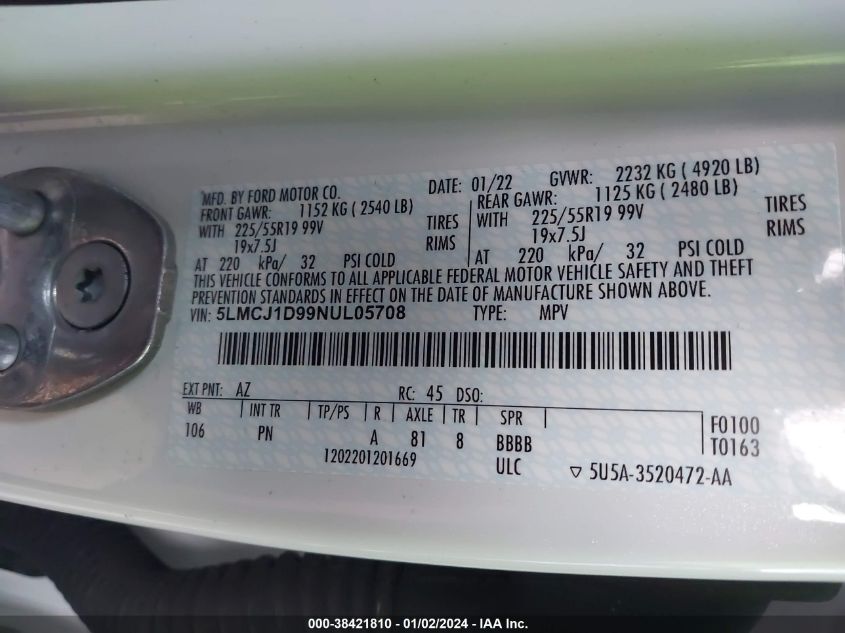 MFD. BY FORD MOTOR CO. DATE: 01/22 GVWR: 2232 KG ( 4920 LB)
FRONT GAWR: 1152 KG ( 2540 LB) REAR GAWR: 1125 KG ( 2480 LB)
WITH 225/55R19 99V TIRES WITH 225/55R19 99V TIRES
19x7.5J RIMS 19x7.5J RIMS
AT 220 kPa/ 32 PSI COLD AT 220 kPa/ 32 PSI COLD
THIS VEHICLE CONFORMS TO ALL APPLICABLE FEDERAL MOTOR VEHICLE SAFETY AND THEFT
PREVENTION STANDARDS IN EFFECT ON THE DATE OF MANUFACTURE SHOWN ABOVE.
VIN: 5LMCJ1D99NUL05708 TYPE: MPV
EXT PNT: AZ RC: 45 DSO:
WB INT TR TP/PS R AXLE TR SPR F0100
106 PN A 81 8 BBBB T0163
1202201201669 ULC 5U5A-3520472-AA
000-38421810 - 01/02/2024 - IAA Inc.